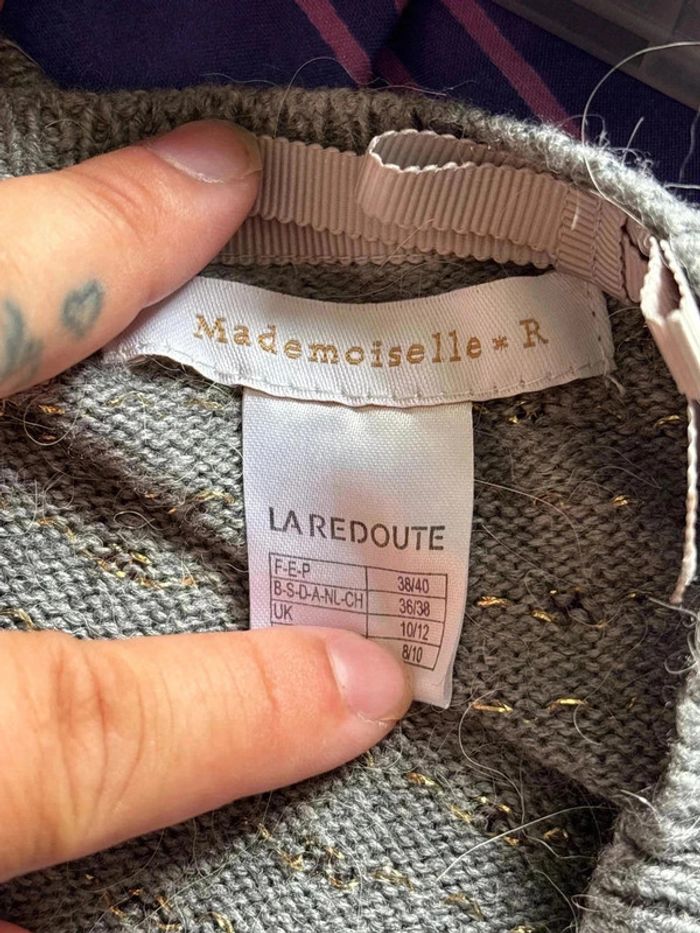 Mademoiselle * R
LA REDOUTE
F-E-P 38/40
B-S-D-A-NL-CH 36/38
UK 10/12
8/10